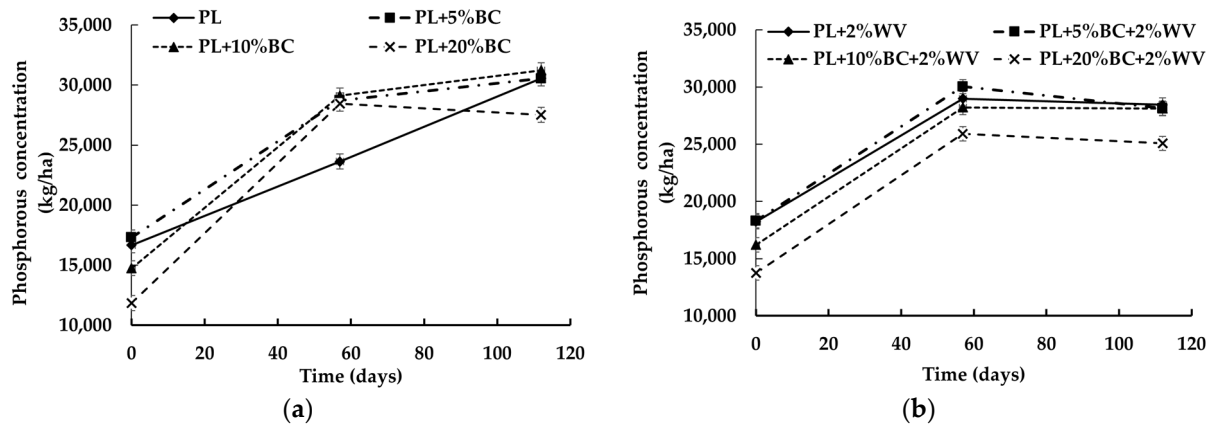 35,000
30,000
25,000
20,000
15,000
10,000
Phosphorous concentration
(kg/ha)
PL
PL+5%BC
PL+10%BC
PL+20%BC
0
20
40
60
80
100
120
Time (days)
(a)
35,000
30,000
25,000
20,000
15,000
10,000
Phosphorous concentration
(kg/ha)
PL+2%WV
PL+5%BC+2%WV
PL+10%BC+2%WV
PL+20%BC+2%WV
0
20
40
60
80
100
120
Time (days)
(b)